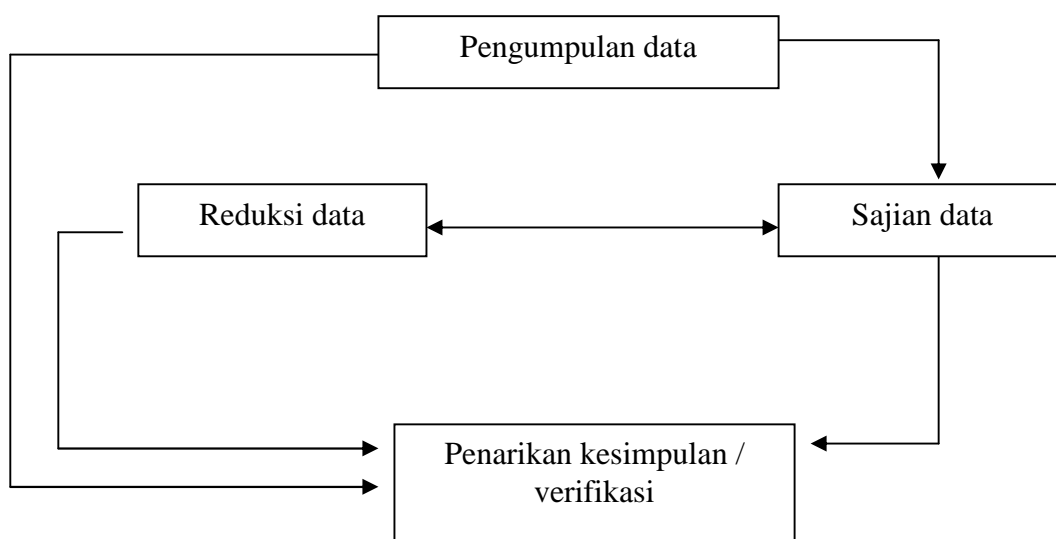 Pengumpulan data
Reduksi data
Sajian data
Penarikan kesimpulan /
verifikasi